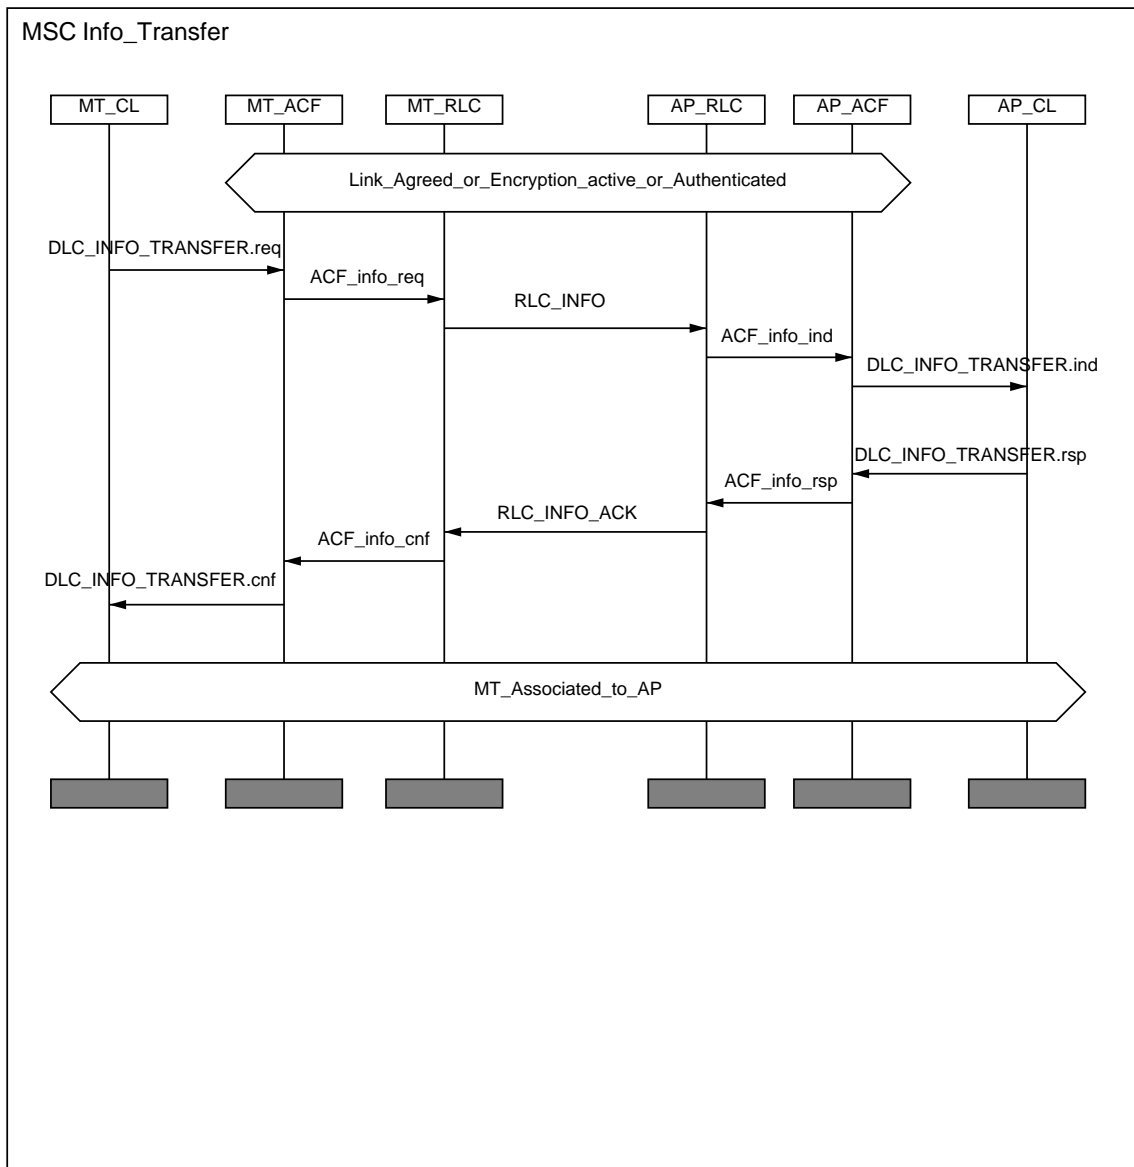 MSC Info_Transfer
MT_CL MT_ACF MT_RLC AP_RLC AP_ACF AP_CL
Link_Agreed_or_Encryption_active_or_Authenticated
DLC_INFO_TRANSFER.req
ACF_info_req
RLC_INFO
ACF_info_ind
DLC_INFO_TRANSFER.ind
DLC_INFO_TRANSFER.rsp
ACF_info_rsp
RLC_INFO_ACK
ACF_info_cnf
DLC_INFO_TRANSFER.cnf
MT_Associated_to_AP